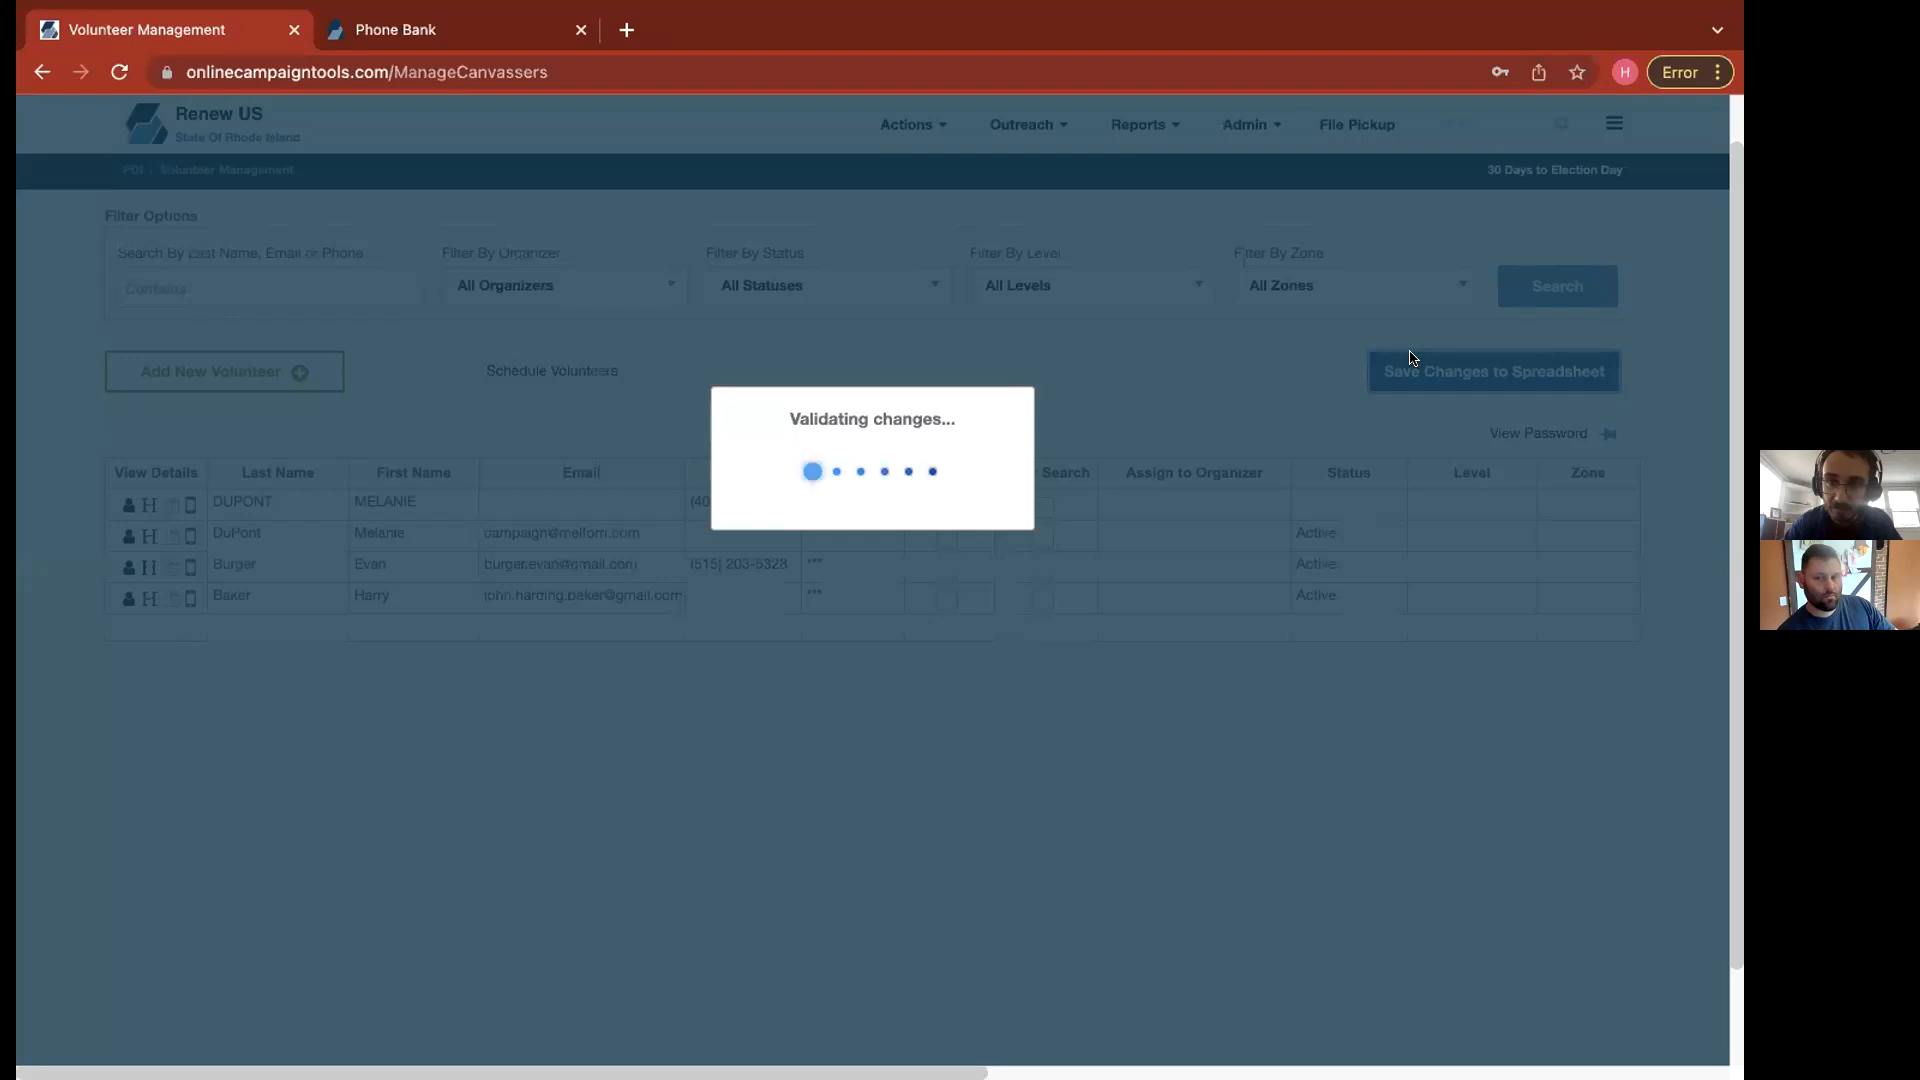 Volunteer Management
Phone Bank
onlinecampaigntools.com/ManageCanvassers
H
Error
Renew US
State Of Rhode Island
Actions
Outreach
Reports
Admin
File Pickup
PDI
Volunteer Management
30 Days to Election Day
Filter Options
Search By Last Name, Email or Phone
Filter By Organizer
Filter By Status
Filter By Level
Filter By Zone
Contains
All Organizers
All Statuses
All Levels
All Zones
Search
Add New Volunteer
Schedule Volunteers
Save Changes to Spreadsheet
Validating changes...
View Password
View Details Last Name First Name Email Search Assign to Organizer Status Level Zone
H DUPONT MELANIE (40
H DuPont Melanie Active
H Burger Evan burger.evan@gmail.com (515) 203-5328 *** Active
H Baker Harry john.harding.baker@gmail.com *** Active